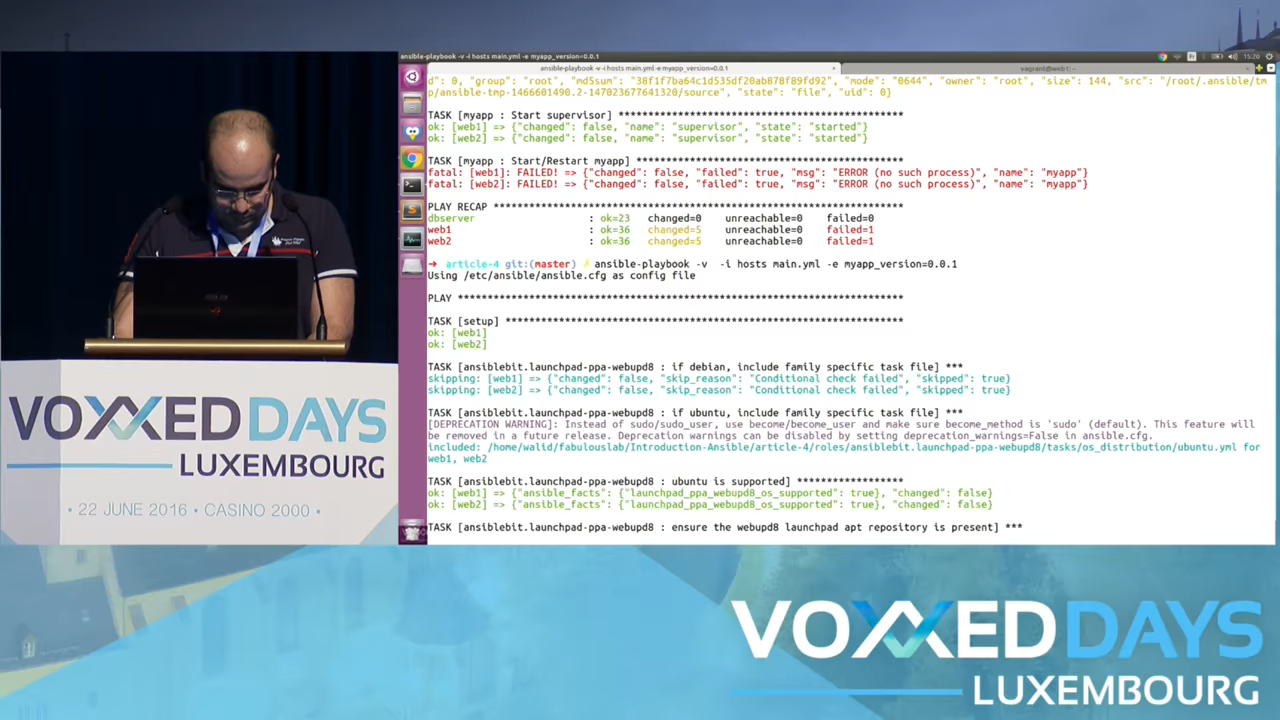 ansible-playbook -v -i hosts main.yml -e myapp_version=0.0.1
15:20
ansible-playbook -v -i hosts main.yml -e myapp_version=0.0.1
vagrant@web1: ~
d": 0, "group": "root", "md5sum": "38f1f7ba64c1d535df20ab878f89fd92", "mode": "0644", "owner": "root", "size": 144, "src": "/root/.ansible/tm
p/ansible-tmp-1466601490.2-147023677641320/source", "state": "file", "uid": 0}
TASK [myapp : Start supervisor] **************************************************
ok: [web1] => {"changed": false, "name": "supervisor", "state": "started"}
ok: [web2] => {"changed": false, "name": "supervisor", "state": "started"}
TASK [myapp : Start/Restart myapp] ***********************************************
fatal: [web1]: FAILED! => {"changed": false, "failed": true, "msg": "ERROR (no such process)", "name": "myapp"}
fatal: [web2]: FAILED! => {"changed": false, "failed": true, "msg": "ERROR (no such process)", "name": "myapp"}
PLAY RECAP ***********************************************************************
dbserver : ok=23 changed=0 unreachable=0 failed=0
web1 : ok=36 changed=5 unreachable=0 failed=1
web2 : ok=36 changed=5 unreachable=0 failed=1
→ article-4 git:(master) ✗ ansible-playbook -v -i hosts main.yml -e myapp_version=0.0.1
Using /etc/ansible/ansible.cfg as config file
PLAY *****************************************************************************
TASK [setup] *********************************************************************
ok: [web1]
ok: [web2]
TASK [ansiblebit.launchpad-ppa-webupd8 : if debian, include family specific task file] ***
skipping: [web1] => {"changed": false, "skip_reason": "Conditional check failed", "skipped": true}
skipping: [web2] => {"changed": false, "skip_reason": "Conditional check failed", "skipped": true}
TASK [ansiblebit.launchpad-ppa-webupd8 : if ubuntu, include family specific task file] ***
[DEPRECATION WARNING]: Instead of sudo/sudo_user, use become/become_user and make sure become_method is 'sudo' (default). This feature will
be removed in a future release. Deprecation warnings can be disabled by setting deprecation_warnings=False in ansible.cfg.
included: /home/walid/fabulouslab/Introduction-Ansible/article-4/roles/ansiblebit.launchpad-ppa-webupd8/tasks/os_distribution/ubuntu.yml for
web1, web2
TASK [ansiblebit.launchpad-ppa-webupd8 : ubuntu is supported] ********************
ok: [web1] => {"ansible_facts": {"launchpad_ppa_webupd8_os_supported": true}, "changed": false}
ok: [web2] => {"ansible_facts": {"launchpad_ppa_webupd8_os_supported": true}, "changed": false}
TASK [ansiblebit.launchpad-ppa-webupd8 : ensure the webupd8 launchpad apt repository is present] ***
VOXXED DAYS
LUXEMBOURG
• 22 JUNE 2016 • CASINO 2000 •
VOXXED DAYS
LUXEMBOURG